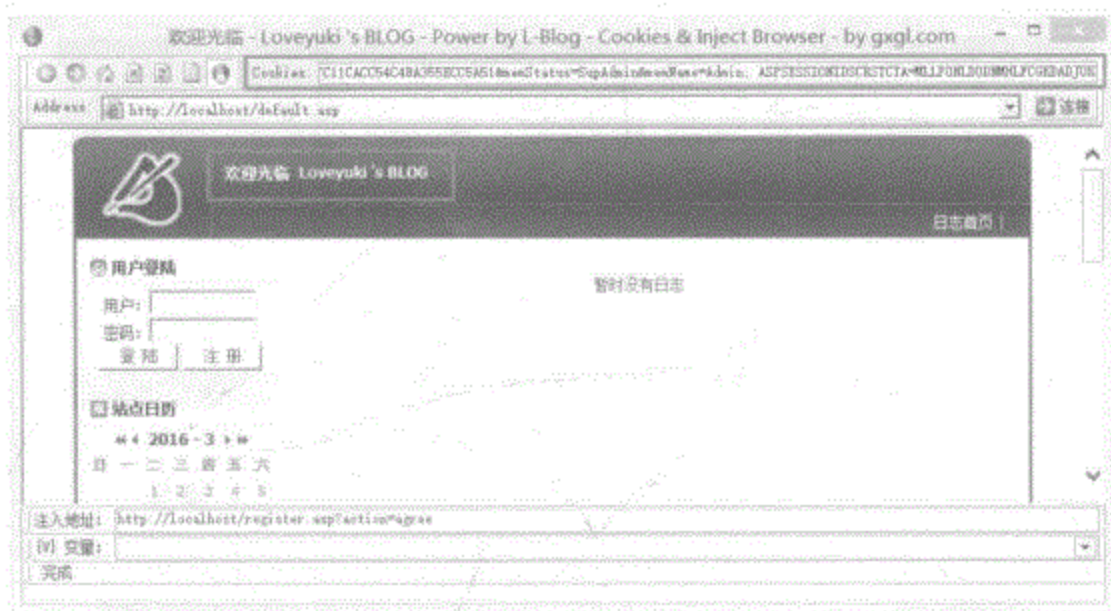 欢迎光临 - Loveyuki 's BLOG - Power by L-Blog - Cookies & Inject Browser - by gxgl.com
Cookies:
Address http://localhost/default.asp 连接
欢迎光临 Loveyuki 's BLOG
日志首页 |
用户登陆
用户:
密码:
登 陆 注 册
暂时没有日志
站点日历
2016 - 3
日 一 二 三 四 五 六
1 2 3 4 5
注入地址: http://localhost/register.asp?action=agree
[V] 变量:
完成